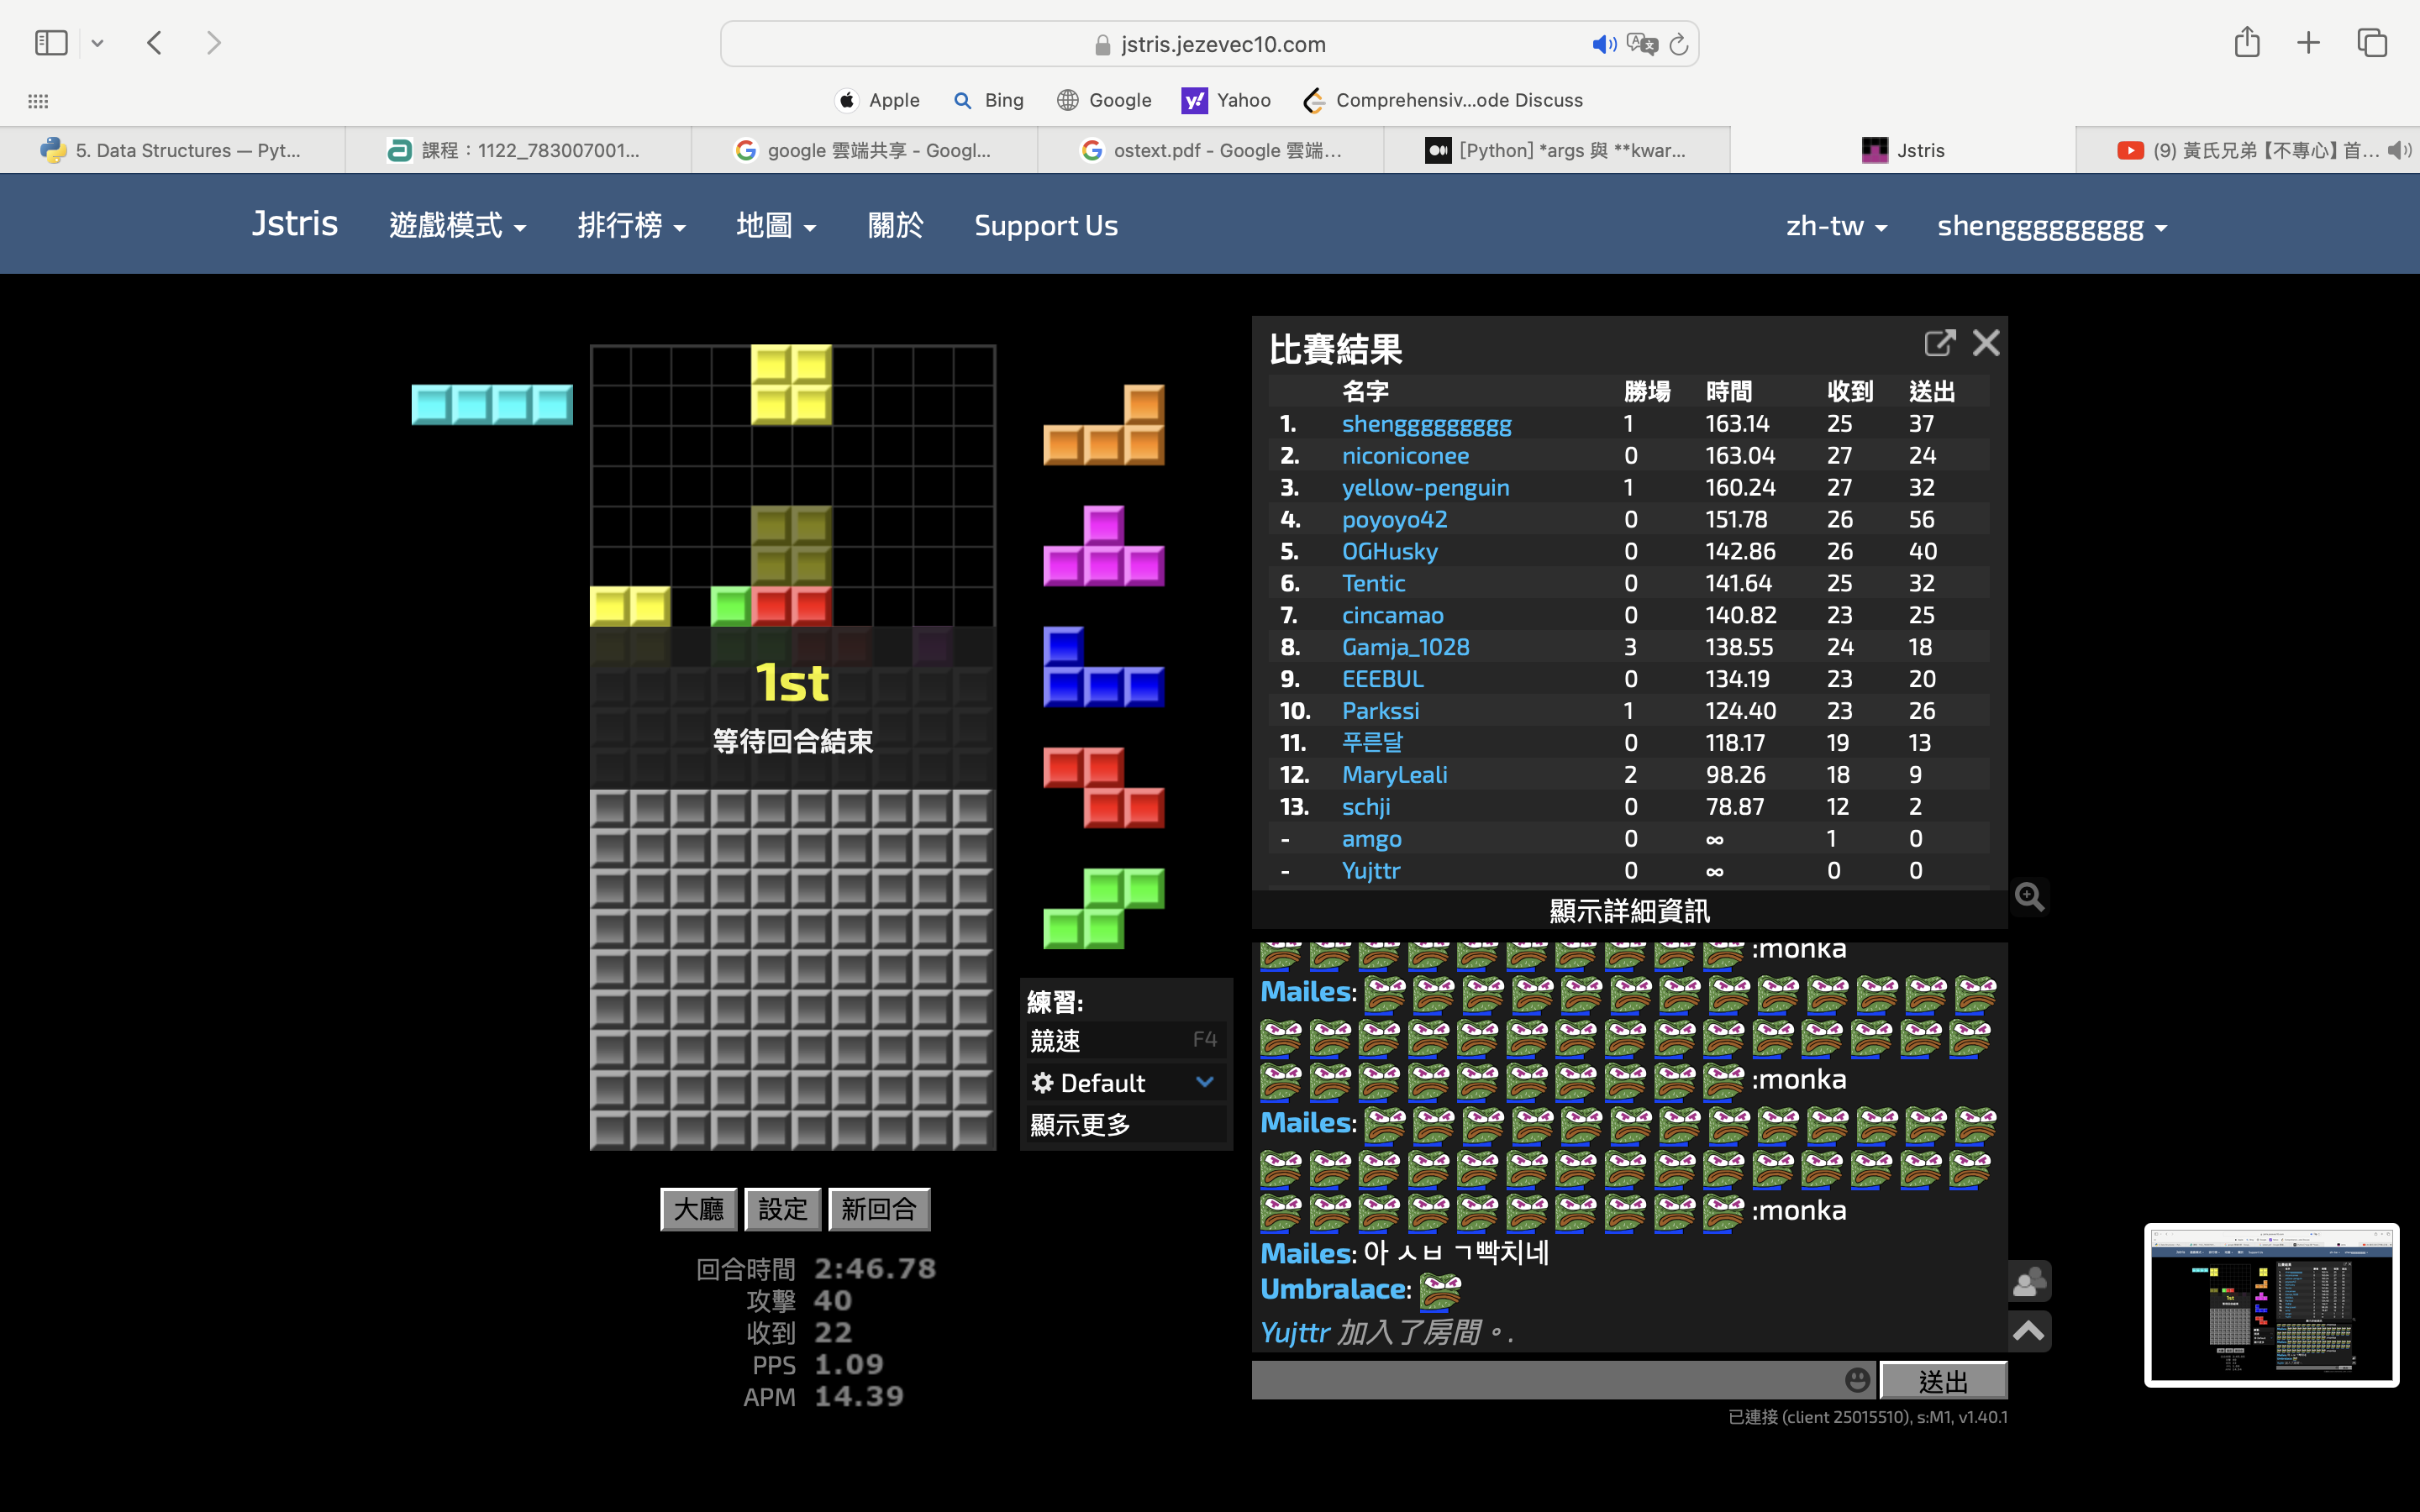 jstris.jezevec10.com
Apple Bing Google Yahoo Comprehensiv...ode Discuss
5. Data Structures — Pyt...
課程：1122_783007001...
google 雲端共享 - Googl...
ostext.pdf - Google 雲端...
[Python] *args 與 **kwar...
Jstris
(9) 黃氏兄弟【不專心】首...
Jstris 遊戲模式 排行榜 地圖 關於 Support Us zh-tw shenggggggggg
1st
等待回合結束
練習:
競速 F4
Default
顯示更多
大廳 設定 新回合
回合時間 2:46.78
攻擊 40
收到 22
PPS 1.09
APM 14.39
比賽結果
名字 勝場 時間 收到 送出
1. shenggggggggg 1 163.14 25 37
2. niconiconee 0 163.04 27 24
3. yellow-penguin 1 160.24 27 32
4. poyoyo42 0 151.78 26 56
5. OGHusky 0 142.86 26 40
6. Tentic 0 141.64 25 32
7. cincamao 0 140.82 23 25
8. Gamja_1028 3 138.55 24 18
9. EEEBUL 0 134.19 23 20
10. Parkssi 1 124.40 23 26
11. 푸른달 0 118.17 19 13
12. MaryLeali 2 98.26 18 9
13. schji 0 78.87 12 2
- amgo 0 ∞ 1 0
- Yujttr 0 ∞ 0 0
顯示詳細資訊
:monka
Mailes:
:monka
Mailes:
:monka
Mailes: 아 ㅅㅂ ㄱ빡치네
Umbralace:
Yujttr 加入了房間。.
送出
已連接 (client 25015510), s:M1, v1.40.1